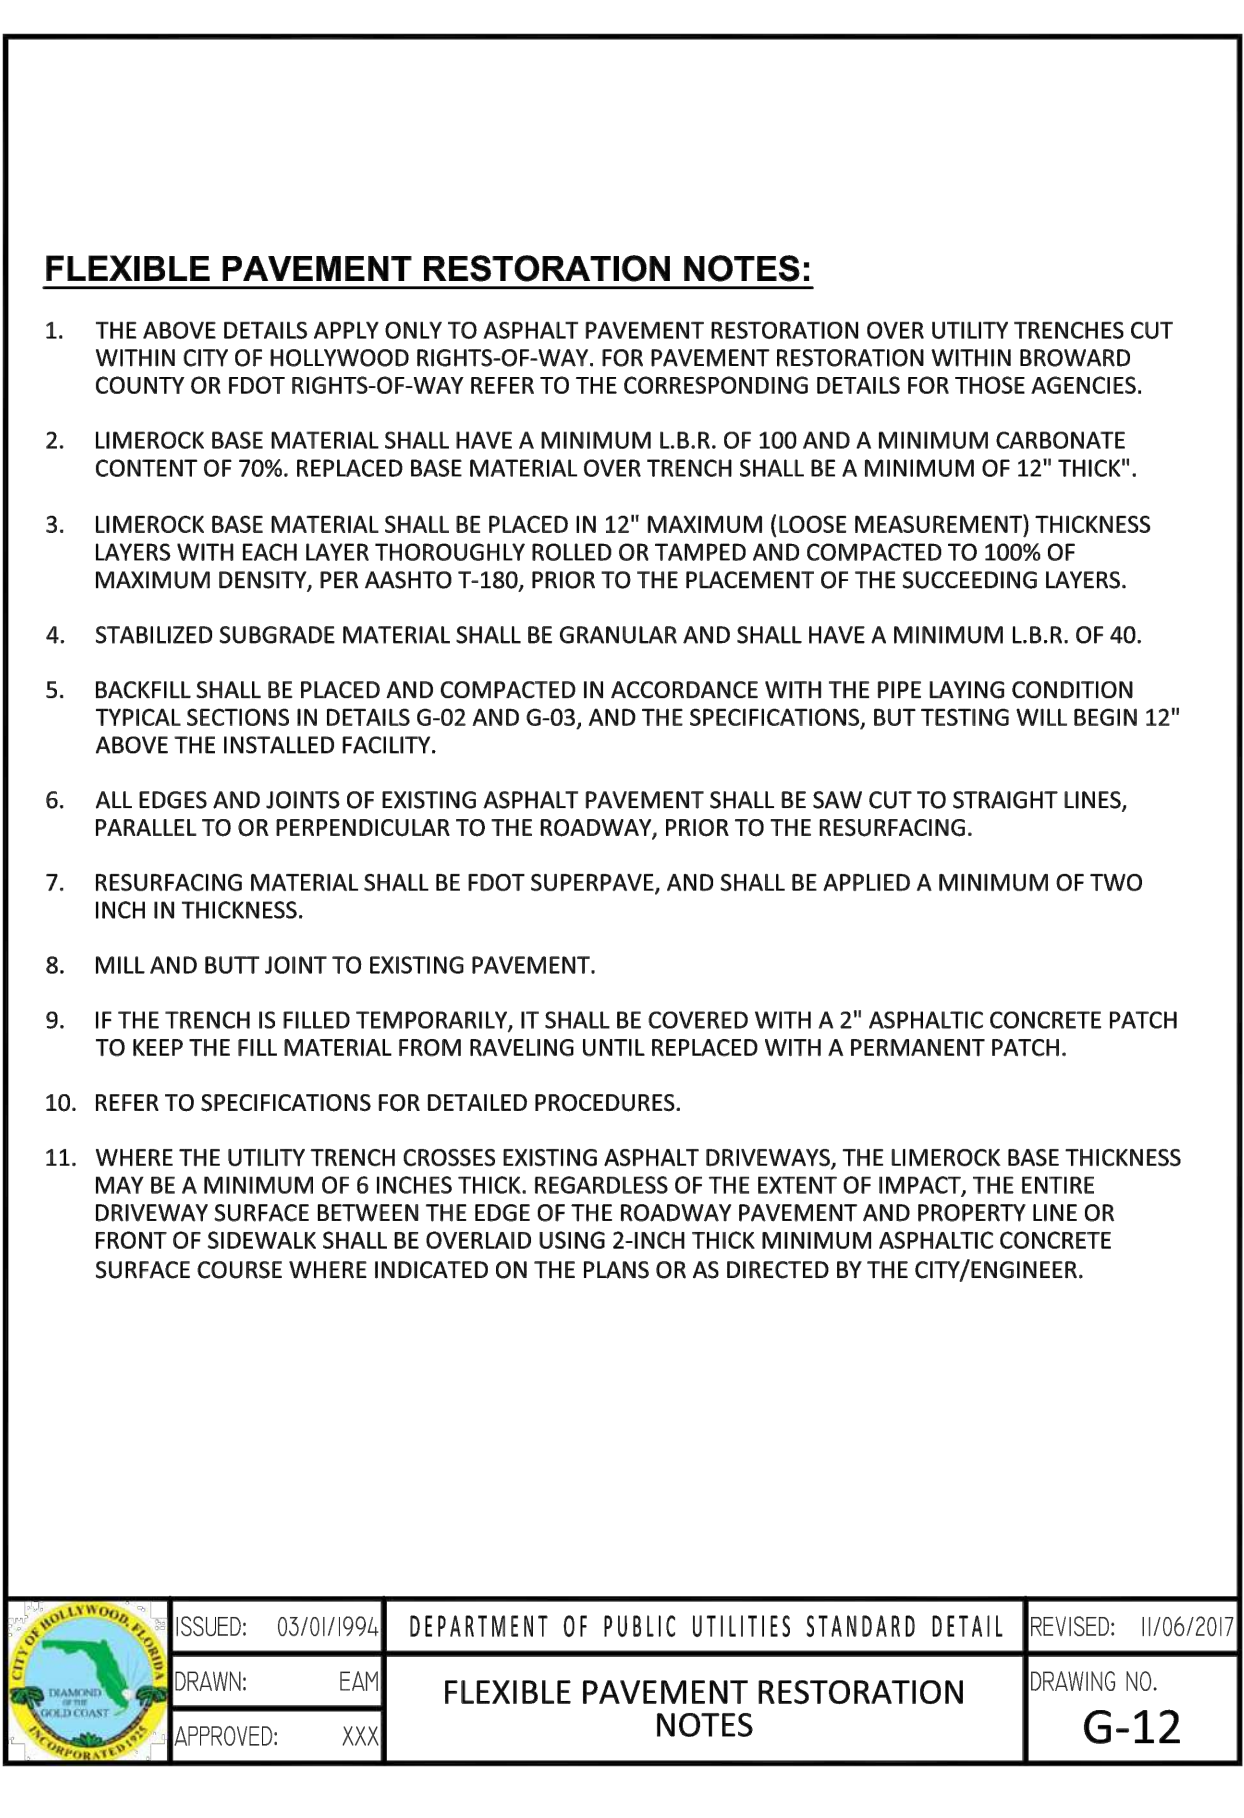 FLEXIBLE PAVEMENT RESTORATION NOTES:
1. THE ABOVE DETAILS APPLY ONLY TO ASPHALT PAVEMENT RESTORATION OVER UTILITY TRENCHES CUT
WITHIN CITY OF HOLLYWOOD RIGHTS-OF-WAY. FOR PAVEMENT RESTORATION WITHIN BROWARD
COUNTY OR FDOT RIGHTS-OF-WAY REFER TO THE CORRESPONDING DETAILS FOR THOSE AGENCIES.
2. LIMEROCK BASE MATERIAL SHALL HAVE A MINIMUM L.B.R. OF 100 AND A MINIMUM CARBONATE
CONTENT OF 70%. REPLACED BASE MATERIAL OVER TRENCH SHALL BE A MINIMUM OF 12" THICK".
3. LIMEROCK BASE MATERIAL SHALL BE PLACED IN 12" MAXIMUM (LOOSE MEASUREMENT) THICKNESS
LAYERS WITH EACH LAYER THOROUGHLY ROLLED OR TAMPED AND COMPACTED TO 100% OF
MAXIMUM DENSITY, PER AASHTO T-180, PRIOR TO THE PLACEMENT OF THE SUCCEEDING LAYERS.
4. STABILIZED SUBGRADE MATERIAL SHALL BE GRANULAR AND SHALL HAVE A MINIMUM L.B.R. OF 40.
5. BACKFILL SHALL BE PLACED AND COMPACTED IN ACCORDANCE WITH THE PIPE LAYING CONDITION
TYPICAL SECTIONS IN DETAILS G-02 AND G-03, AND THE SPECIFICATIONS, BUT TESTING WILL BEGIN 12"
ABOVE THE INSTALLED FACILITY.
6. ALL EDGES AND JOINTS OF EXISTING ASPHALT PAVEMENT SHALL BE SAW CUT TO STRAIGHT LINES,
PARALLEL TO OR PERPENDICULAR TO THE ROADWAY, PRIOR TO THE RESURFACING.
7. RESURFACING MATERIAL SHALL BE FDOT SUPERPAVE, AND SHALL BE APPLIED A MINIMUM OF TWO
INCH IN THICKNESS.
8. MILL AND BUTT JOINT TO EXISTING PAVEMENT.
9. IF THE TRENCH IS FILLED TEMPORARILY, IT SHALL BE COVERED WITH A 2" ASPHALTIC CONCRETE PATCH
TO KEEP THE FILL MATERIAL FROM RAVELING UNTIL REPLACED WITH A PERMANENT PATCH.
10. REFER TO SPECIFICATIONS FOR DETAILED PROCEDURES.
11. WHERE THE UTILITY TRENCH CROSSES EXISTING ASPHALT DRIVEWAYS, THE LIMEROCK BASE THICKNESS
MAY BE A MINIMUM OF 6 INCHES THICK. REGARDLESS OF THE EXTENT OF IMPACT, THE ENTIRE
DRIVEWAY SURFACE BETWEEN THE EDGE OF THE ROADWAY PAVEMENT AND PROPERTY LINE OR
FRONT OF SIDEWALK SHALL BE OVERLAID USING 2-INCH THICK MINIMUM ASPHALTIC CONCRETE
SURFACE COURSE WHERE INDICATED ON THE PLANS OR AS DIRECTED BY THE CITY/ENGINEER.
CITY OF HOLLYWOOD, FLORIDA
DIAMOND
OF THE
GOLD COAST
INCORPORATED 1925
ISSUED: 03/01/1994
DRAWN: EAM
APPROVED: XXX
DEPARTMENT OF PUBLIC UTILITIES STANDARD DETAIL
FLEXIBLE PAVEMENT RESTORATION
NOTES
REVISED: 11/06/2017
DRAWING NO.
G-12